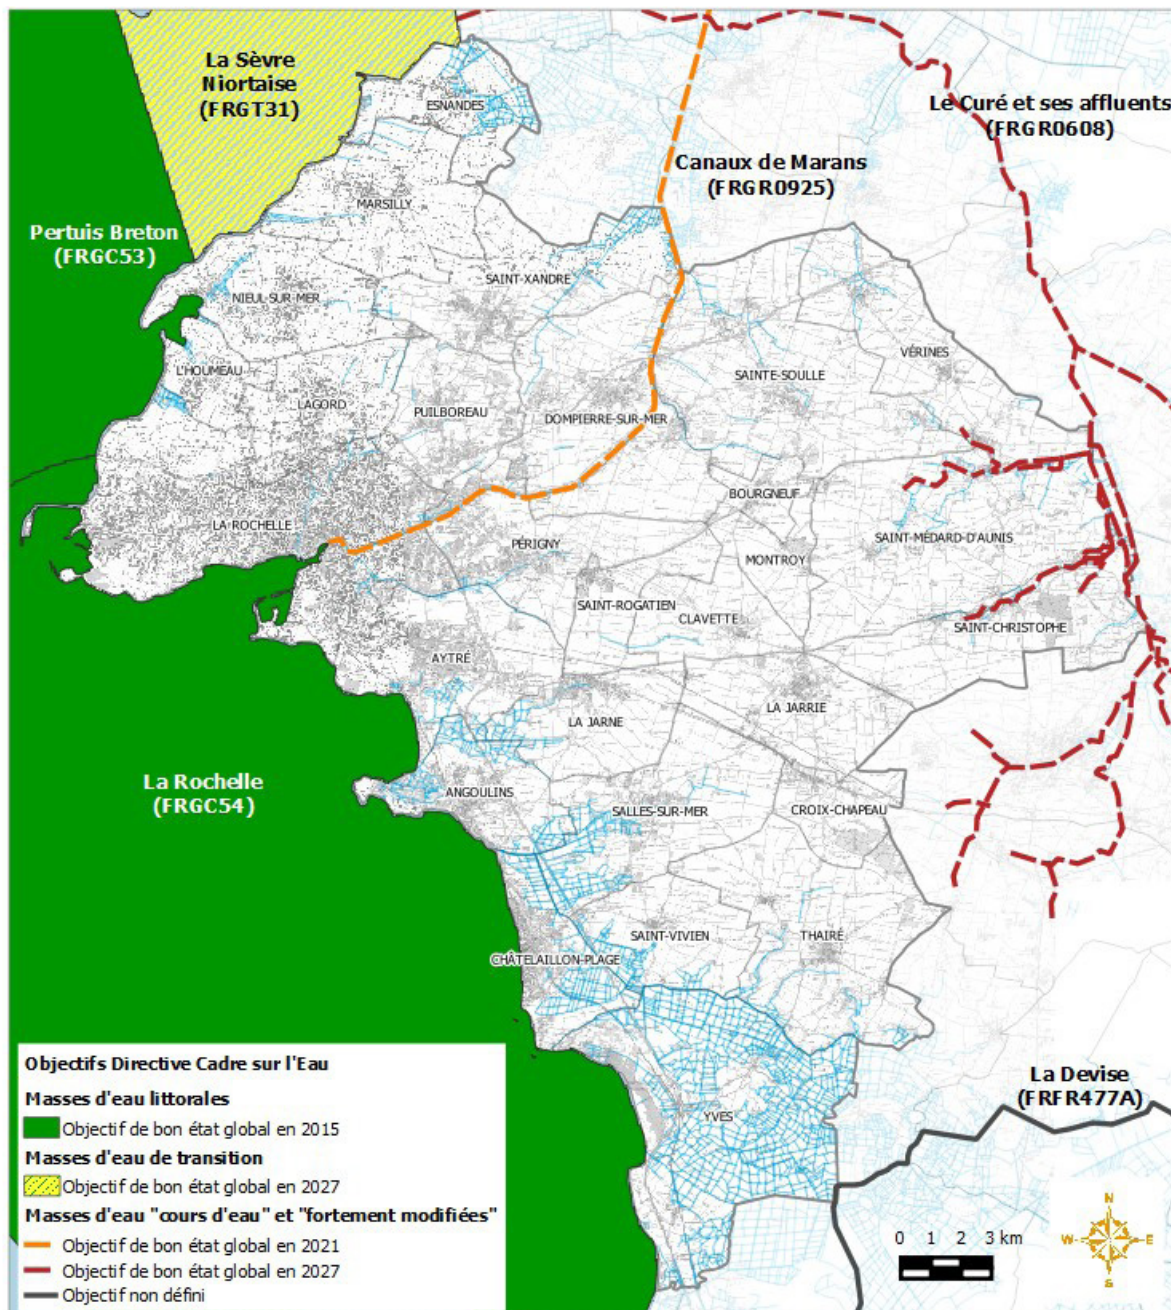 La Sèvre
Niortaise
(FRGT31)
ESNANDES
Le Curé et ses affluents
(FRGR0608)
Canaux de Marans
(FRGR0925)
MARSILLY
Pertuis Breton
(FRGC53)
SAINT-XANDRE
NIEUL-SUR-MER
VÉRINES
L'HOUMEAU
SAINTE-SOULLE
LAGORD
PUILBOREAU
DOMPIERRE-SUR-MER
BOURGNEUF
LA ROCHELLE
PÉRIGNY
SAINT-MÉDARD-D'AUNIS
MONTROY
SAINT-ROGATIEN
CLAVETTE
SAINT-CHRISTOPHE
AYTRÉ
LA JARNE
LA JARRIE
La Rochelle
(FRGC54)
ANGOULINS
SALLES-SUR-MER
CROIX-CHAPEAU
SAINT-VIVIEN
THAIRÉ
CHÂTELAILLON-PLAGE
La Devise
(FRFR477A)
YVES
Objectifs Directive Cadre sur l'Eau
Masses d'eau littorales
Objectif de bon état global en 2015
Masses d'eau de transition
Objectif de bon état global en 2027
Masses d'eau "cours d'eau" et "fortement modifiées"
Objectif de bon état global en 2021
Objectif de bon état global en 2027
Objectif non défini
0 1 2 3 km
N
W E
S